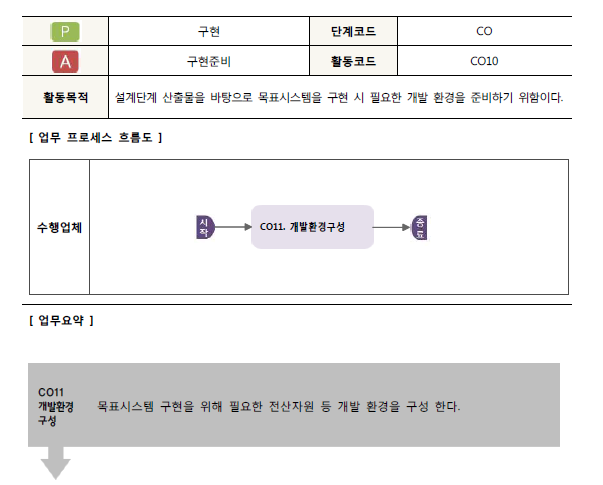 P 구현 단계코드 CO
A 구현준비 활동코드 CO10
활동목적 설계단계 산출물을 바탕으로 목표시스템을 구현 시 필요한 개발 환경을 준비하기 위함이다.
[ 업무 프로세스 흐름도 ]
수행업체
시작
CO11. 개발환경구성
종료
[ 업무요약 ]
CO11
개발환경
구성
목표시스템 구현을 위해 필요한 전산자원 등 개발 환경을 구성 한다.